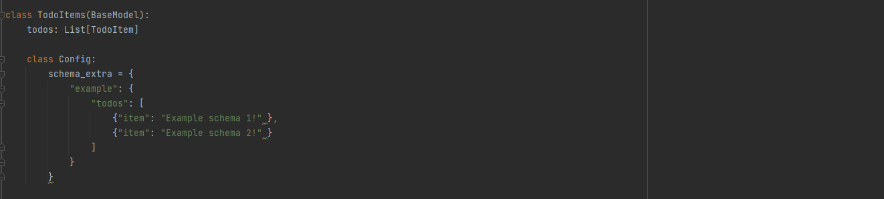 class TodoItems(BaseModel):
    todos: List[TodoItem]

    class Config:
        schema_extra = {
            "example": {
                "todos": [
                    {"item": "Example schema 1!" },
                    {"item": "Example schema 2!" }
                ]
            }
        }